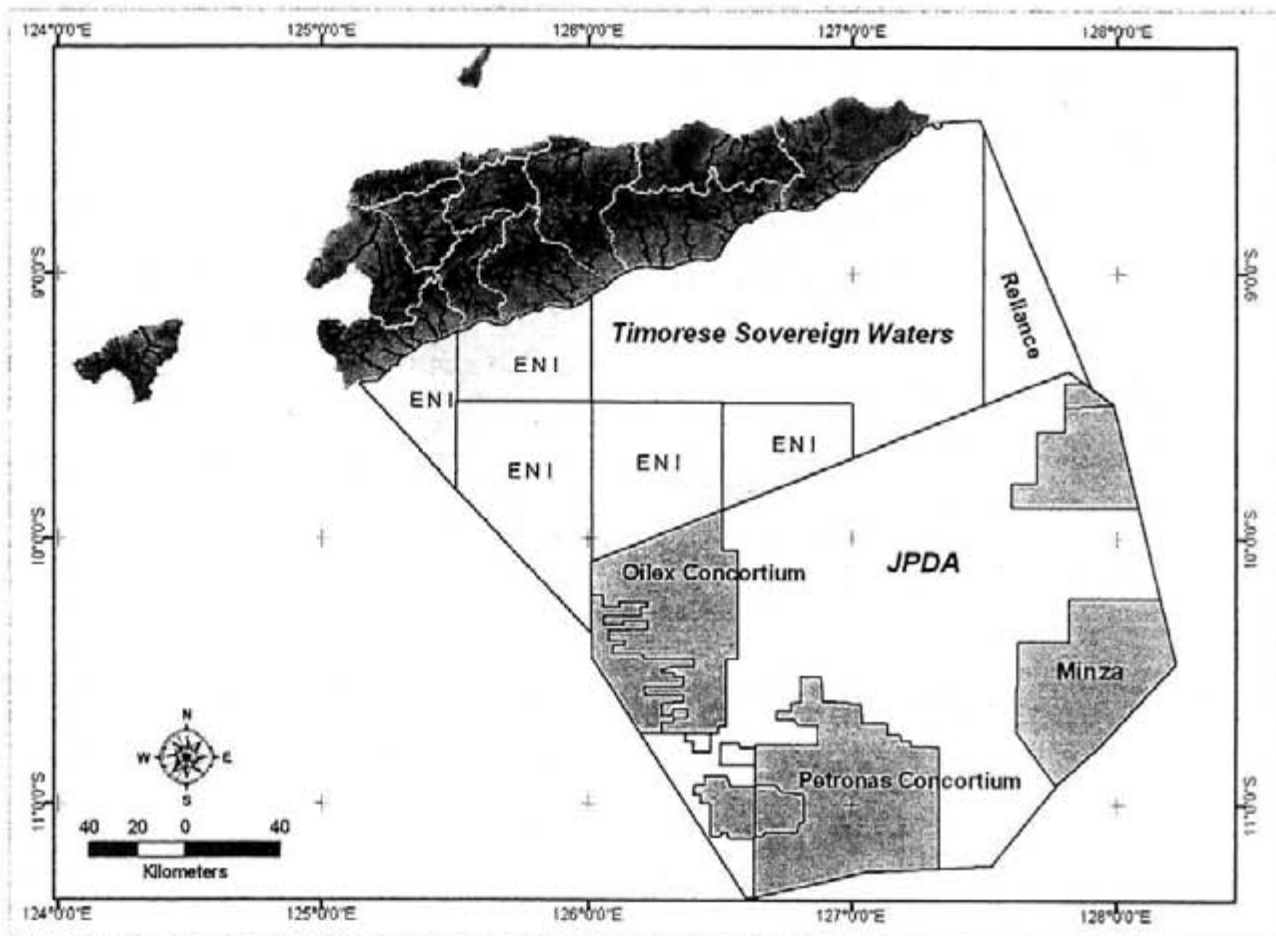 124°0'0"E 125°0'0"E 126°0'0"E 127°0'0"E 128°0'0"E
9°0'0"S 9°0'0"S
Reliance
Timorese Sovereign Waters
ENI
ENI
ENI
ENI
ENI
10°0'0"S 10°0'0"S
JPDA
Oilex Concortium
Minza
N
W E
S
Petronas Concortium
11°0'0"S 11°0'0"S
40 20 0 40
Kilometers
124°0'0"E 125°0'0"E 126°0'0"E 127°0'0"E 128°0'0"E